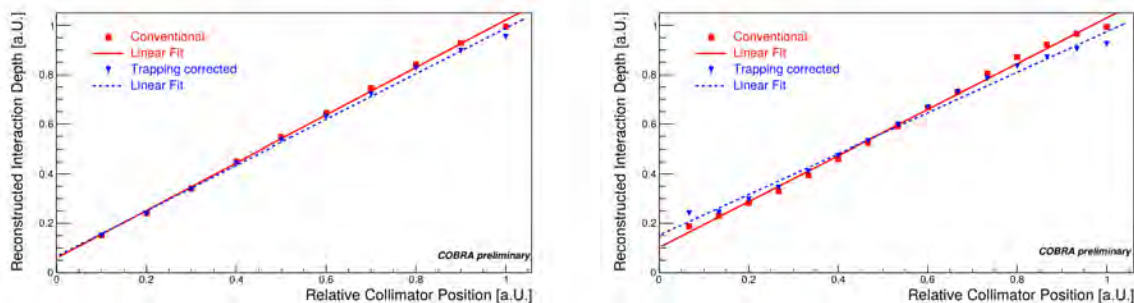 Reconstructed Interaction Depth [a.U.]
1
0.8
0.6
0.4
0.2
0
Conventional
Linear Fit
Trapping corrected
Linear Fit
COBRA preliminary
0 0.2 0.4 0.6 0.8 1
Relative Collimator Position [a.U.]
Reconstructed Interaction Depth [a.U.]
1
0.8
0.6
0.4
0.2
0
Conventional
Linear Fit
Trapping corrected
Linear Fit
COBRA preliminary
0 0.2 0.4 0.6 0.8 1
Relative Collimator Position [a.U.]